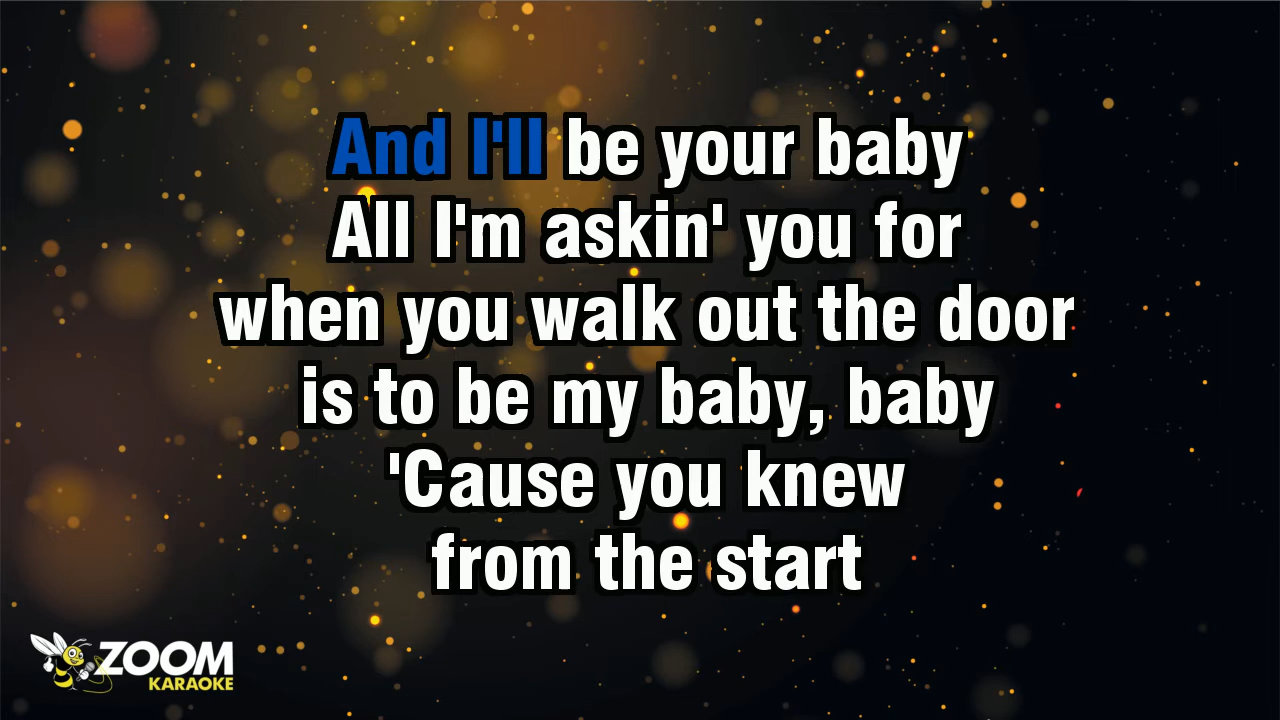 And I'll be your baby
All I'm askin' you for
when you walk out the door
is to be my baby, baby
'Cause you knew
from the start
ZOOM
KARAOKE